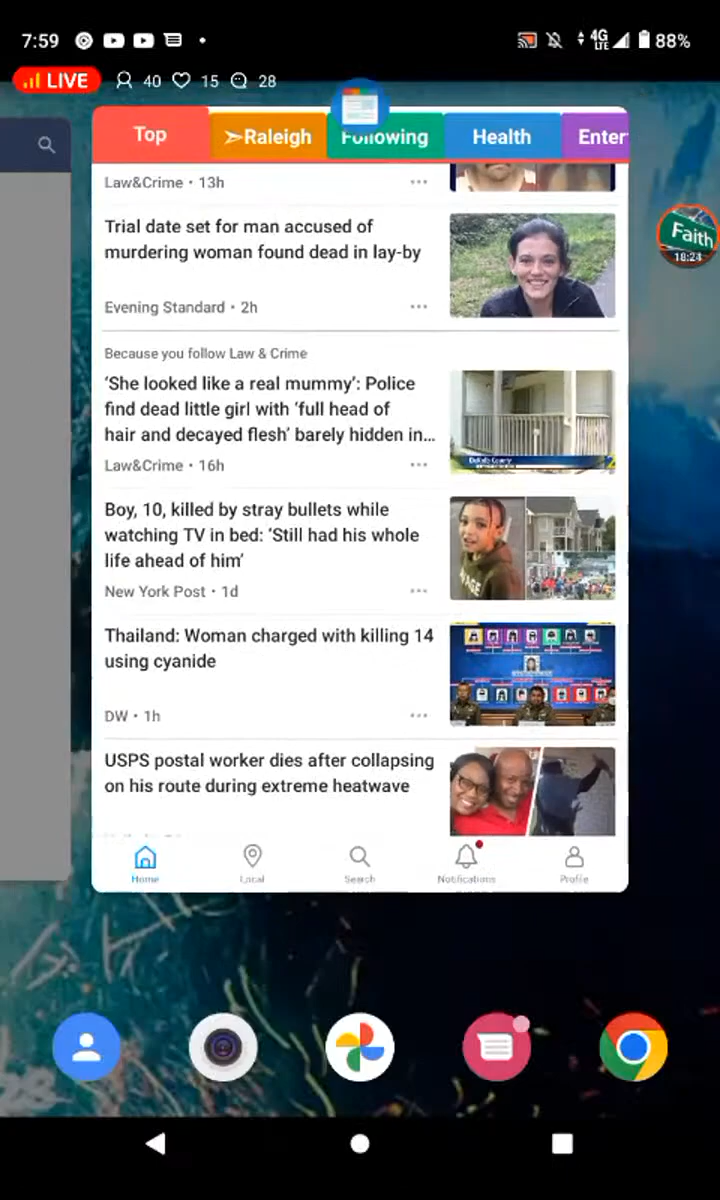 7:59
4G
LTE
88%
LIVE 40 15 28
Top
Raleigh
Following
Health
Enter
Faith
18:24
Law&Crime • 13h
Trial date set for man accused of
murdering woman found dead in lay-by
Evening Standard • 2h
Because you follow Law & Crime
‘She looked like a real mummy’: Police
find dead little girl with ‘full head of
hair and decayed flesh’ barely hidden in…
Law&Crime • 16h
DeKalb County
2
Boy, 10, killed by stray bullets while
watching TV in bed: ‘Still had his whole
life ahead of him’
New York Post • 1d
Thailand: Woman charged with killing 14
using cyanide
DW • 1h
USPS postal worker dies after collapsing
on his route during extreme heatwave
Home
Local
Search
Notifications
Profile